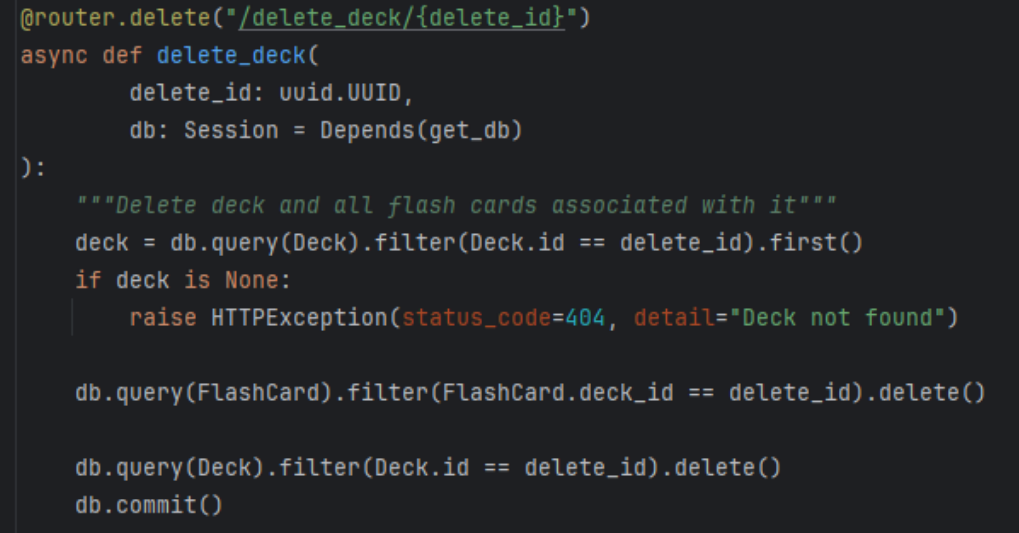 @router.delete("/delete_deck/{delete_id}")
async def delete_deck(
        delete_id: uuid.UUID,
        db: Session = Depends(get_db)
):
    """Delete deck and all flash cards associated with it"""
    deck = db.query(Deck).filter(Deck.id == delete_id).first()
    if deck is None:
        raise HTTPException(status_code=404, detail="Deck not found")

    db.query(FlashCard).filter(FlashCard.deck_id == delete_id).delete()

    db.query(Deck).filter(Deck.id == delete_id).delete()
    db.commit()